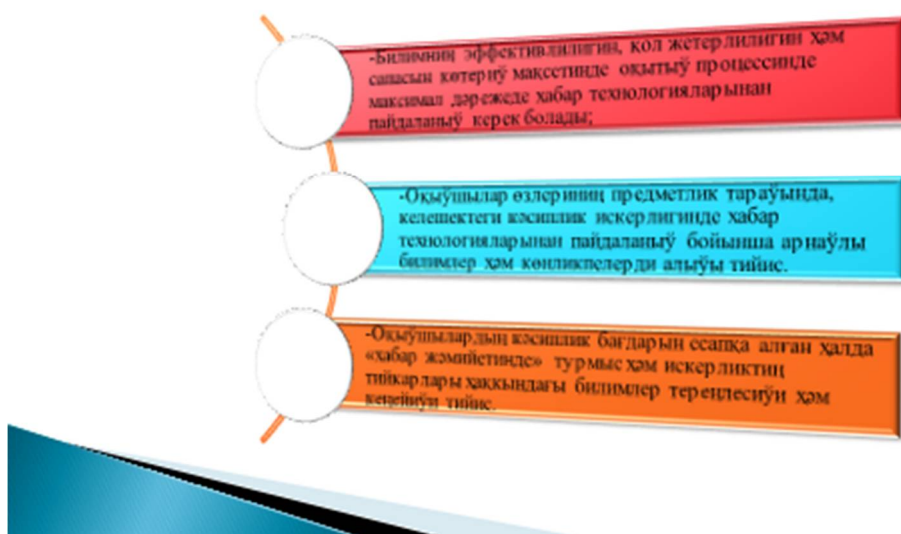 -Билимниң эффективлилигин, қол жетерлилигин ҳәм
сапасын көтериў мақсетинде оқытыў процессинде
максимал дәрежеде хабар технологияларынан
пайдаланыў керек болады;
-Оқыўшылар өзлериниң предметлик тараўында,
келешектеги кәсиплик искерлигинде хабар
технологияларынан пайдаланыў бойынша арнаўлы
билимлер ҳәм көнликпелерди алыўы тийис.
-Оқыўшылардың кәсиплик бағдарын есапқа алған ҳалда
«хабар жәмийетинде» турмыс ҳәм искерликтиң
тийкарлары ҳаққындағы билимлер тереңлесиўи ҳәм
кеңейиўи тийис.